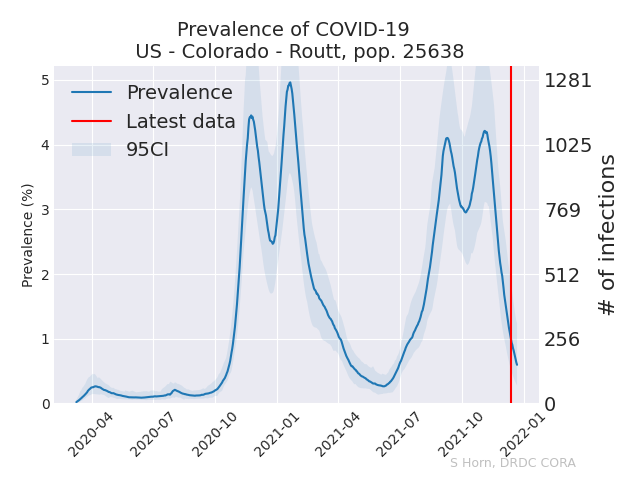 Prevalence of COVID-19
US - Colorado - Routt, pop. 25638
Prevalence
Latest data
95CI
Prevalence (%)
5
4
3
2
1
0
1281
1025
769
512
256
0
# of infections
2020-04
2020-07
2020-10
2021-01
2021-04
2021-07
2021-10
2022-01
S Horn, DRDC CORA